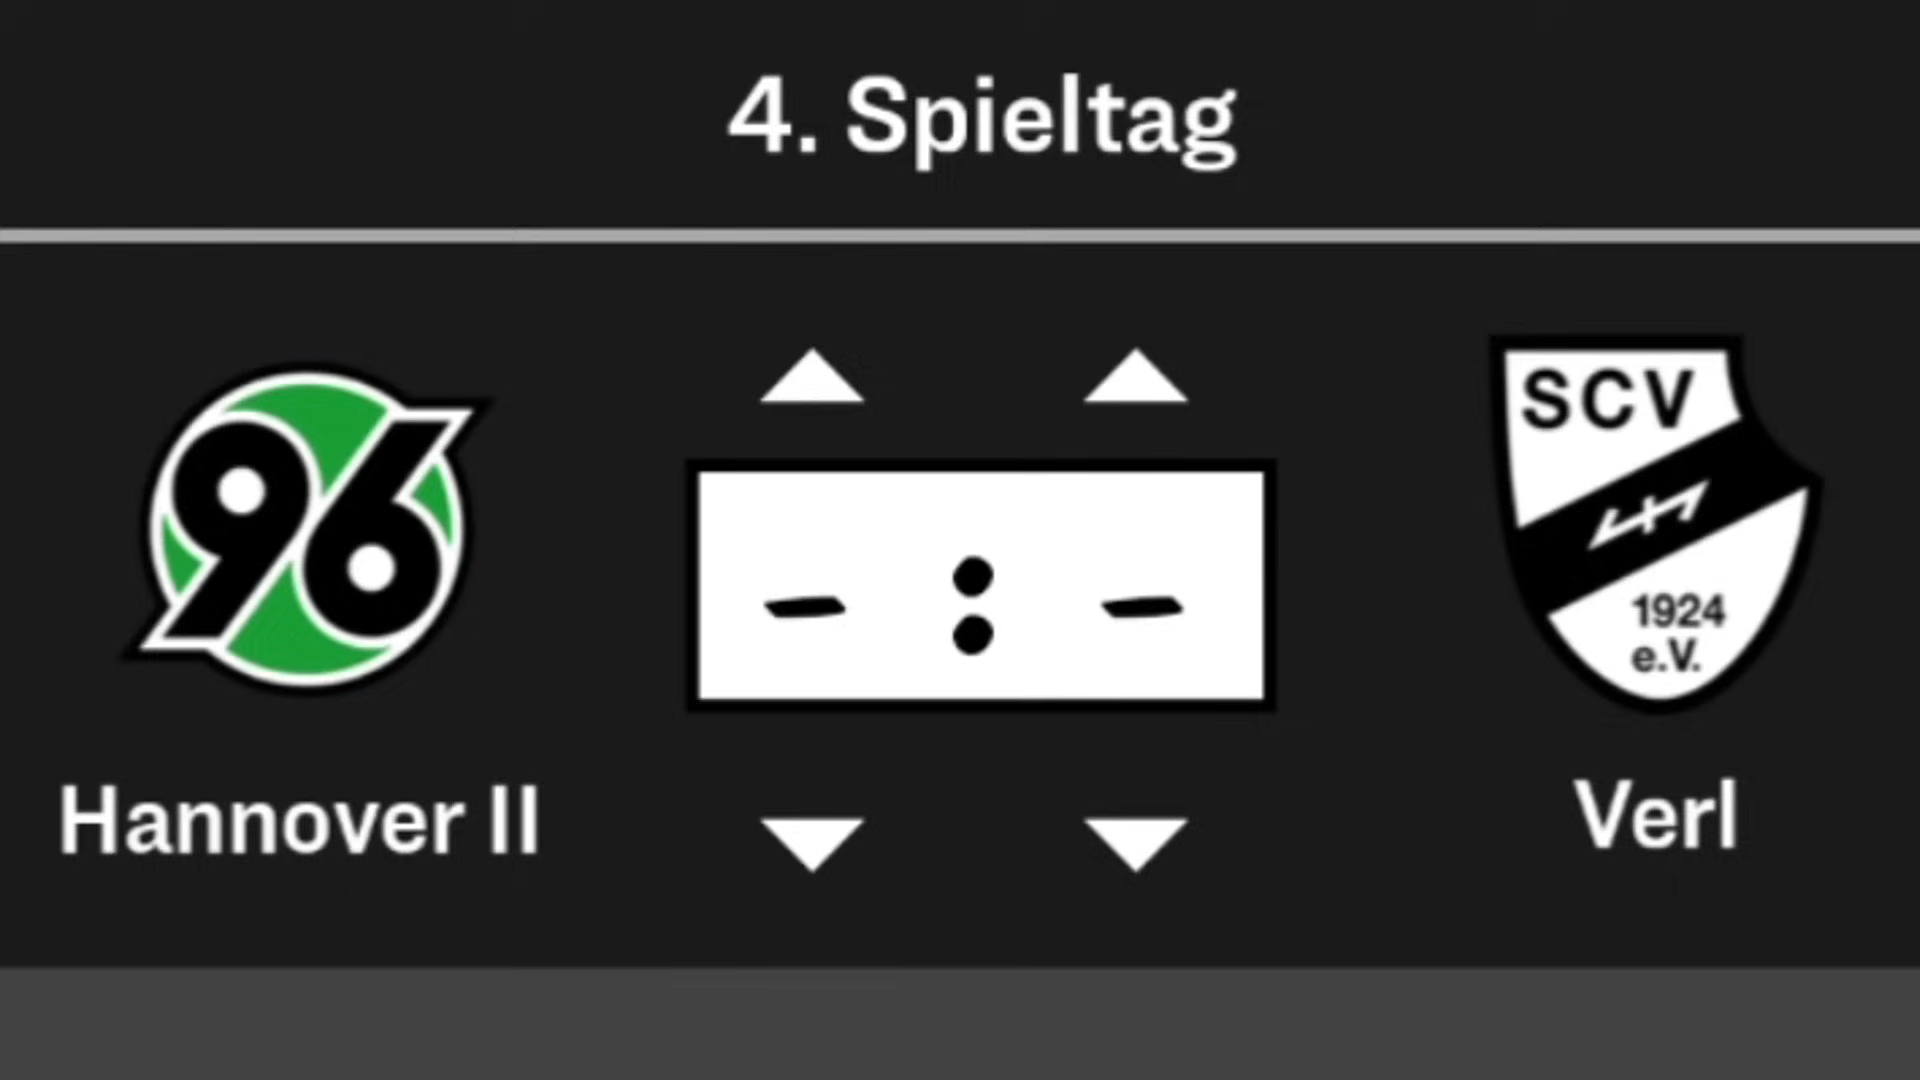 4. Spieltag
96
- : -
SCV
1924
e.V.
Hannover II
Verl